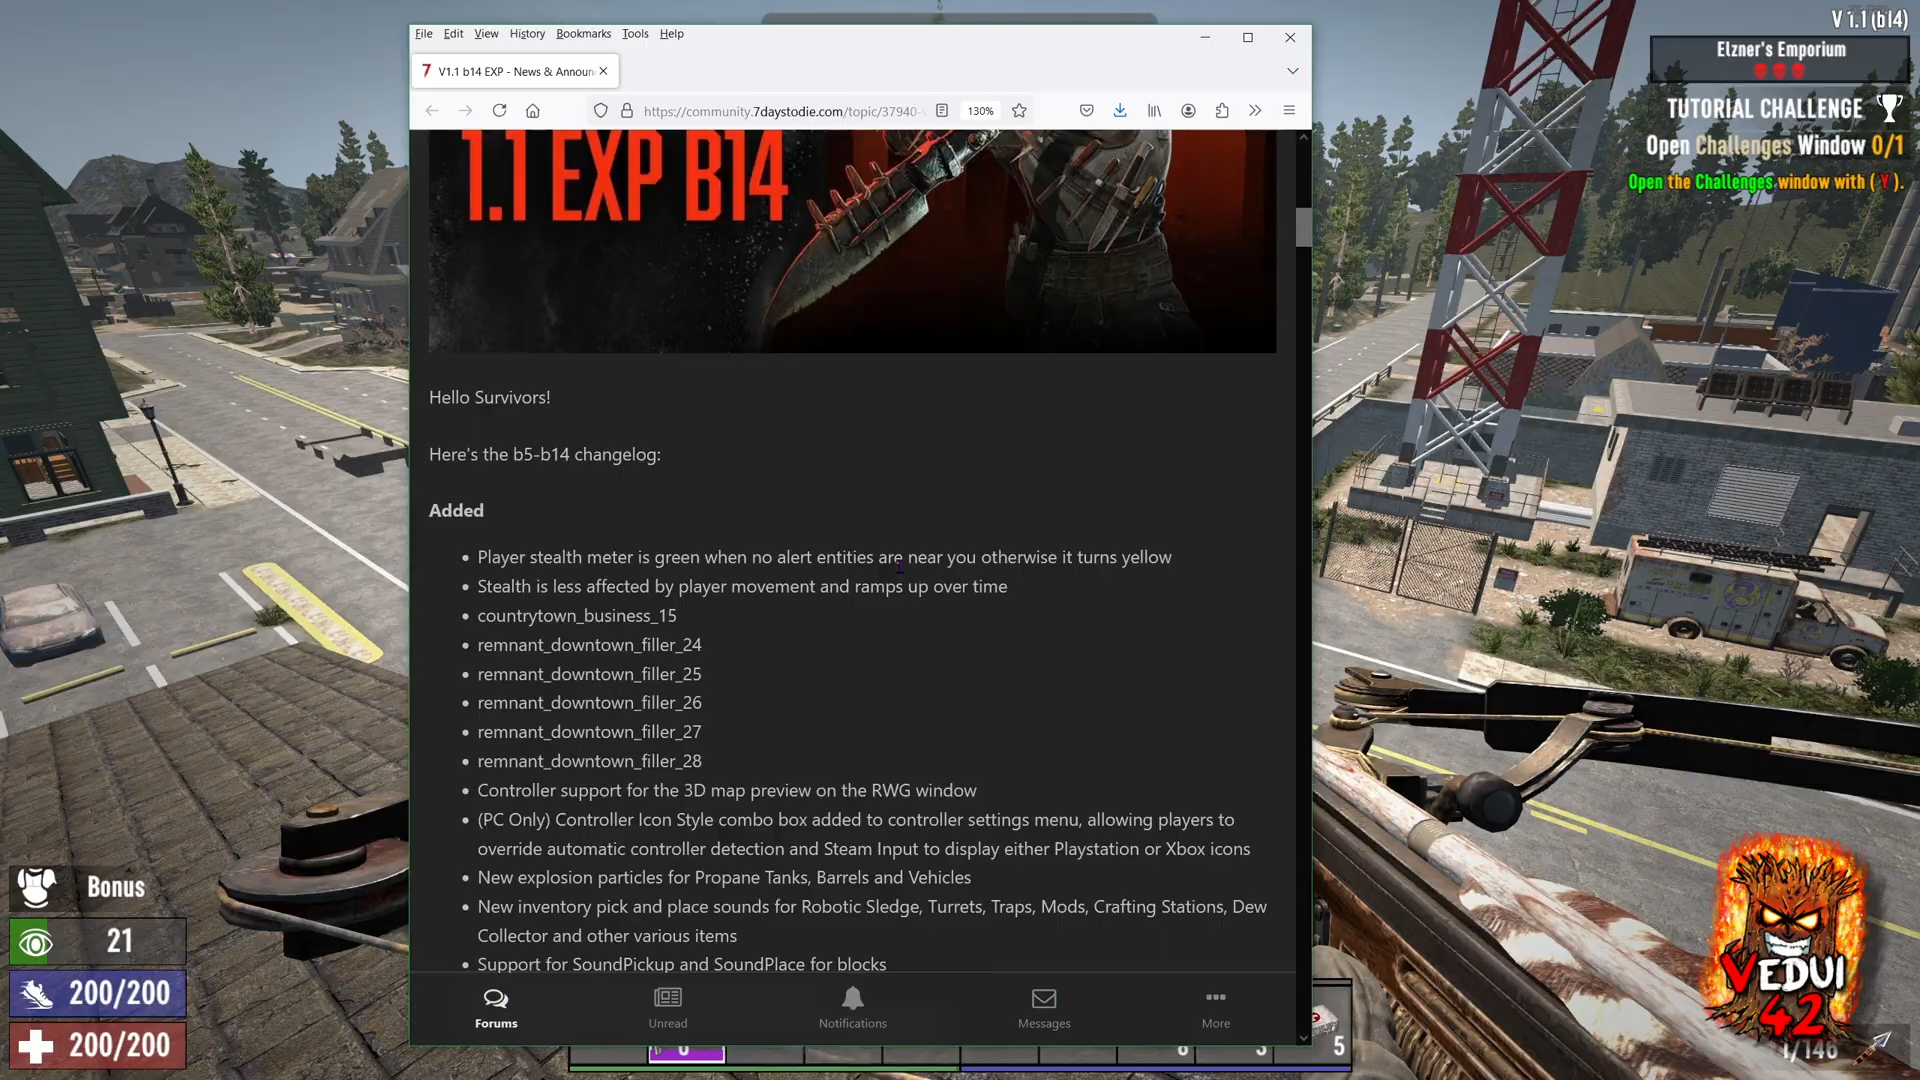 V 1.1 (b14)
File Edit View History Bookmarks Tools Help
Elzner's Emporium
7 V1.1 b14 EXP - News & Announ
TUTORIAL CHALLENGE
https://community.7daystodie.com/topic/37940- 130%
Open Challenges Window 0/1
1.1 EXP B14
Open the Challenges window with ( Y ).
Hello Survivors!
Here's the b5-b14 changelog:
Added
• Player stealth meter is green when no alert entities are near you otherwise it turns yellow
• Stealth is less affected by player movement and ramps up over time
• countrytown_business_15
• remnant_downtown_filler_24
• remnant_downtown_filler_25
• remnant_downtown_filler_26
• remnant_downtown_filler_27
• remnant_downtown_filler_28
• Controller support for the 3D map preview on the RWG window
• (PC Only) Controller Icon Style combo box added to controller settings menu, allowing players to
override automatic controller detection and Steam Input to display either Playstation or Xbox icons
• New explosion particles for Propane Tanks, Barrels and Vehicles
• New inventory pick and place sounds for Robotic Sledge, Turrets, Traps, Mods, Crafting Stations, Dew
Collector and other various items
• Support for SoundPickup and SoundPlace for blocks
Bonus
21
200/200
200/200
Forums Unread Notifications Messages More
VEDUI
42
5
1/146